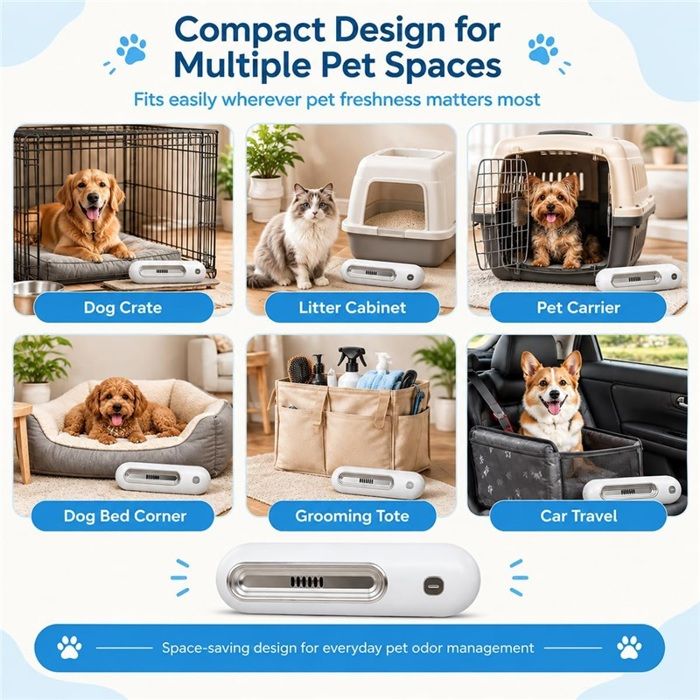 Compact Design for
Multiple Pet Spaces
Fits easily wherever pet freshness matters most
Dog Crate
Litter Cabinet
Pet Carrier
Dog Bed Corner
Grooming Tote
Car Travel
Space-saving design for everyday pet odor management